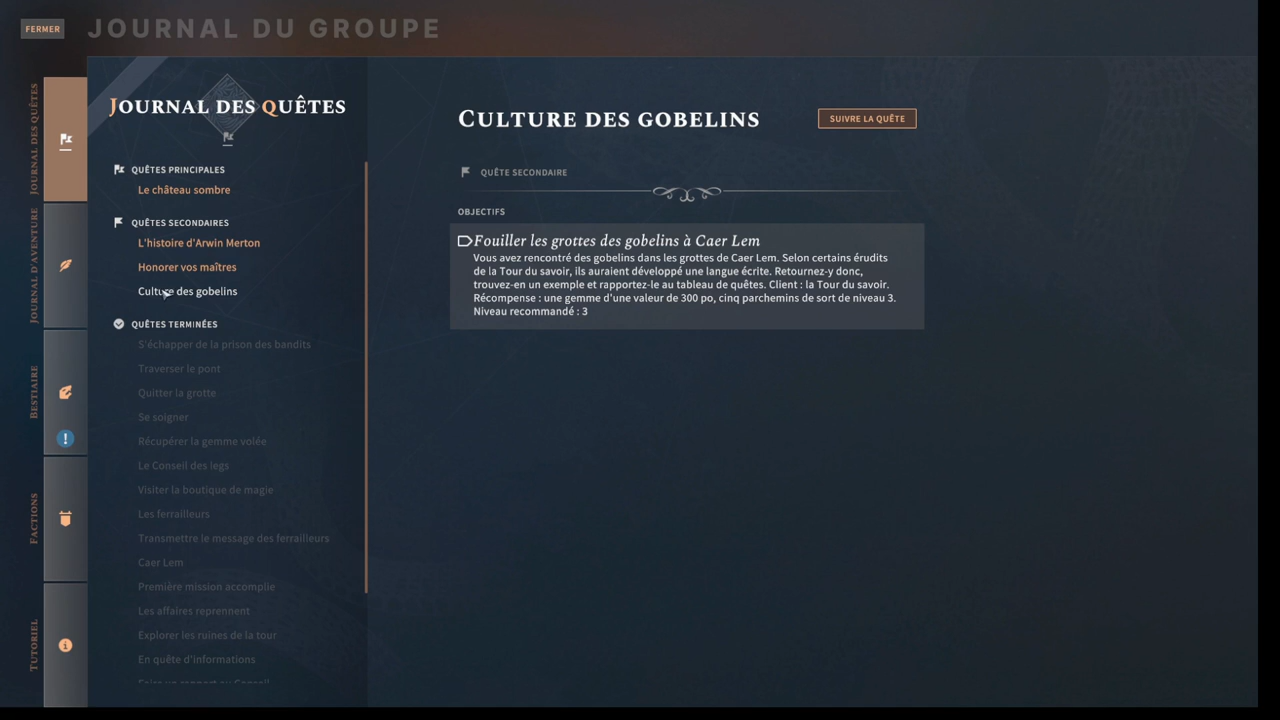 FERMER
JOURNAL DU GROUPE
JOURNAL DES QUÊTES
JOURNAL D'AVENTURE
BESTIAIRE
FACTIONS
TUTORIEL
JOURNAL DES QUÊTES
QUÊTES PRINCIPALES
Le château sombre
QUÊTES SECONDAIRES
L'histoire d'Arwin Merton
Honorer vos maîtres
Culture des gobelins
QUÊTES TERMINÉES
S'échapper de la prison des bandits
Traverser le pont
Quitter la grotte
Se soigner
Récupérer la gemme volée
Le Conseil des legs
Visiter la boutique de magie
Les ferrailleurs
Transmettre le message des ferrailleurs
Caer Lem
Première mission accomplie
Les affaires reprennent
Explorer les ruines de la tour
En quête d'informations
Faire un rapport au Conseil
CULTURE DES GOBELINS
SUIVRE LA QUÊTE
QUÊTE SECONDAIRE
OBJECTIFS
Fouiller les grottes des gobelins à Caer Lem
Vous avez rencontré des gobelins dans les grottes de Caer Lem. Selon certains érudits
de la Tour du savoir, ils auraient développé une langue écrite. Retournez-y donc,
trouvez-en un exemple et rapportez-le au tableau de quêtes. Client : la Tour du savoir.
Récompense : une gemme d'une valeur de 300 po, cinq parchemins de sort de niveau 3.
Niveau recommandé : 3